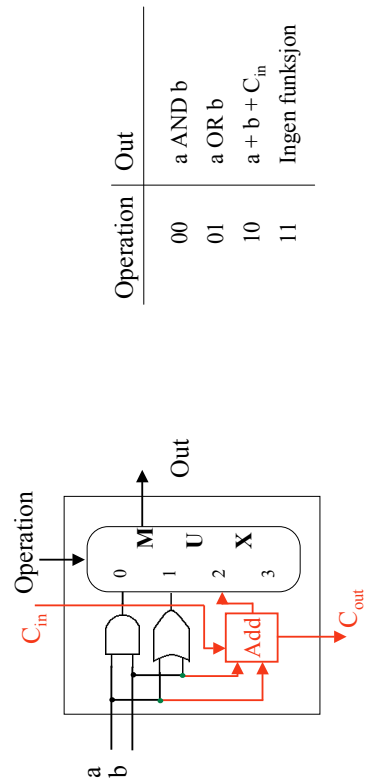 Operation
C_in
a
b
0
1
2
3
M
U
X
Out
Add
C_out
Operation Out
00 a AND b
01 a OR b
10 a + b + C_in
11 Ingen funksjon